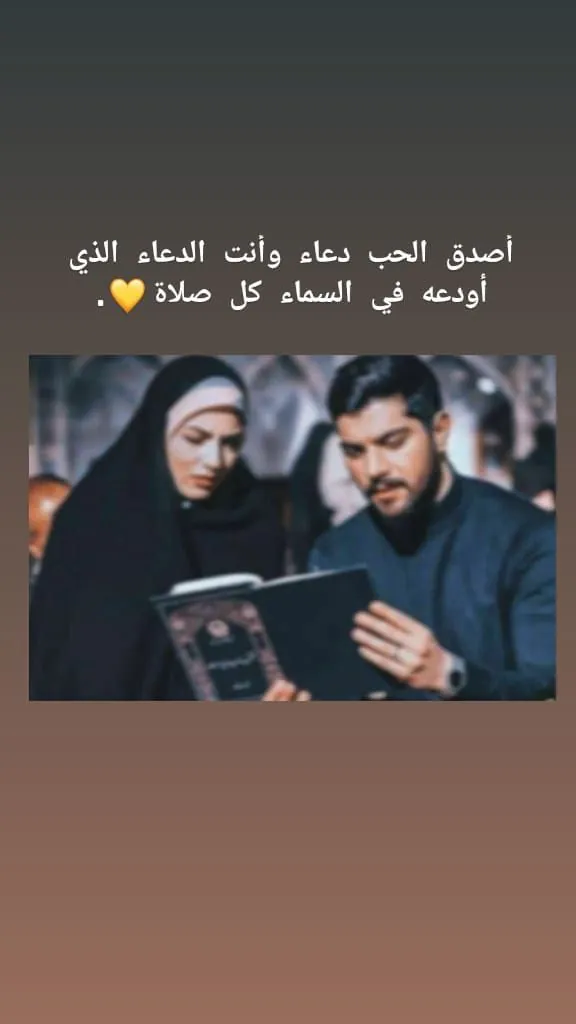 أصدق الحب دعاء وأنت الدعاء الذي
أودعه في السماء كل صلاة 💛.